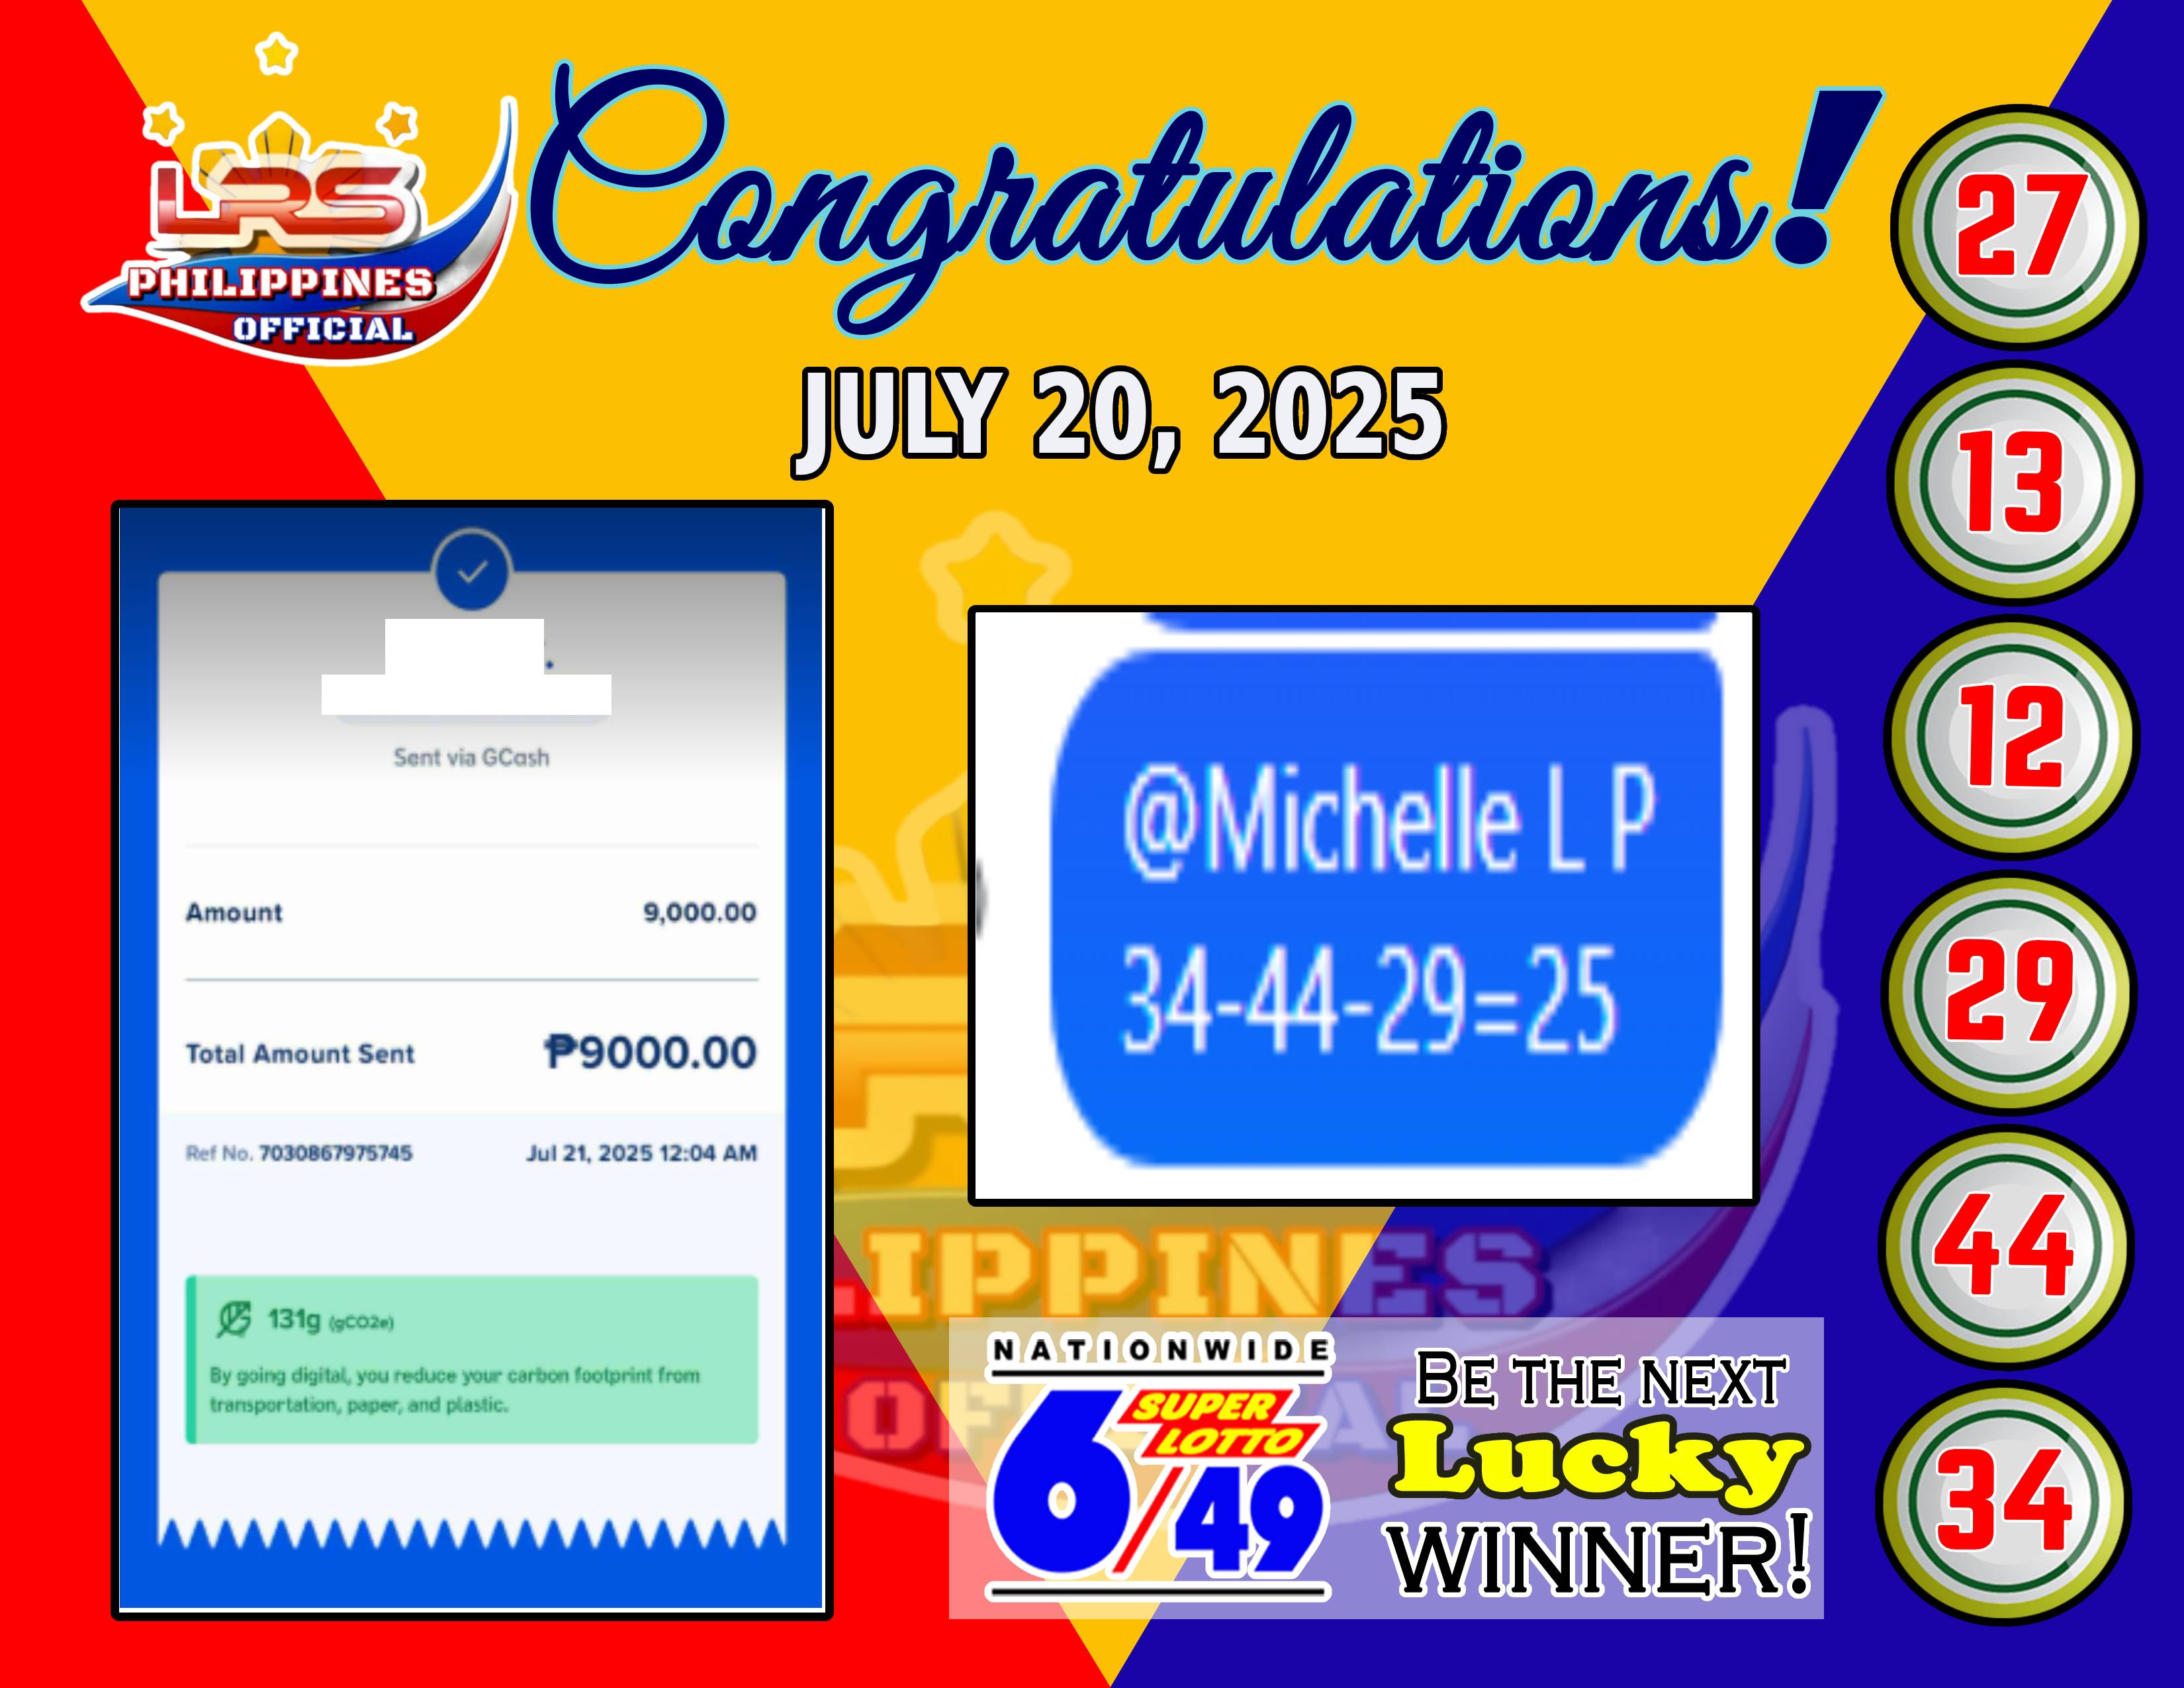 LRS
PHILIPPINES
OFFICIAL
Congratulations!
JULY 20, 2025
Sent via GCash
Amount 9,000.00
Total Amount Sent ₱9000.00
Ref No. 7030867975745 Jul 21, 2025 12:04 AM
131g (gCO2e)
By going digital, you reduce your carbon footprint from
transportation, paper, and plastic.
@Michelle L P
34-44-29=25
LIPPINES
OFFICIAL
NATIONWIDE
SUPER
LOTTO
6/49
BE THE NEXT
Lucky
WINNER!
27
13
12
29
44
34